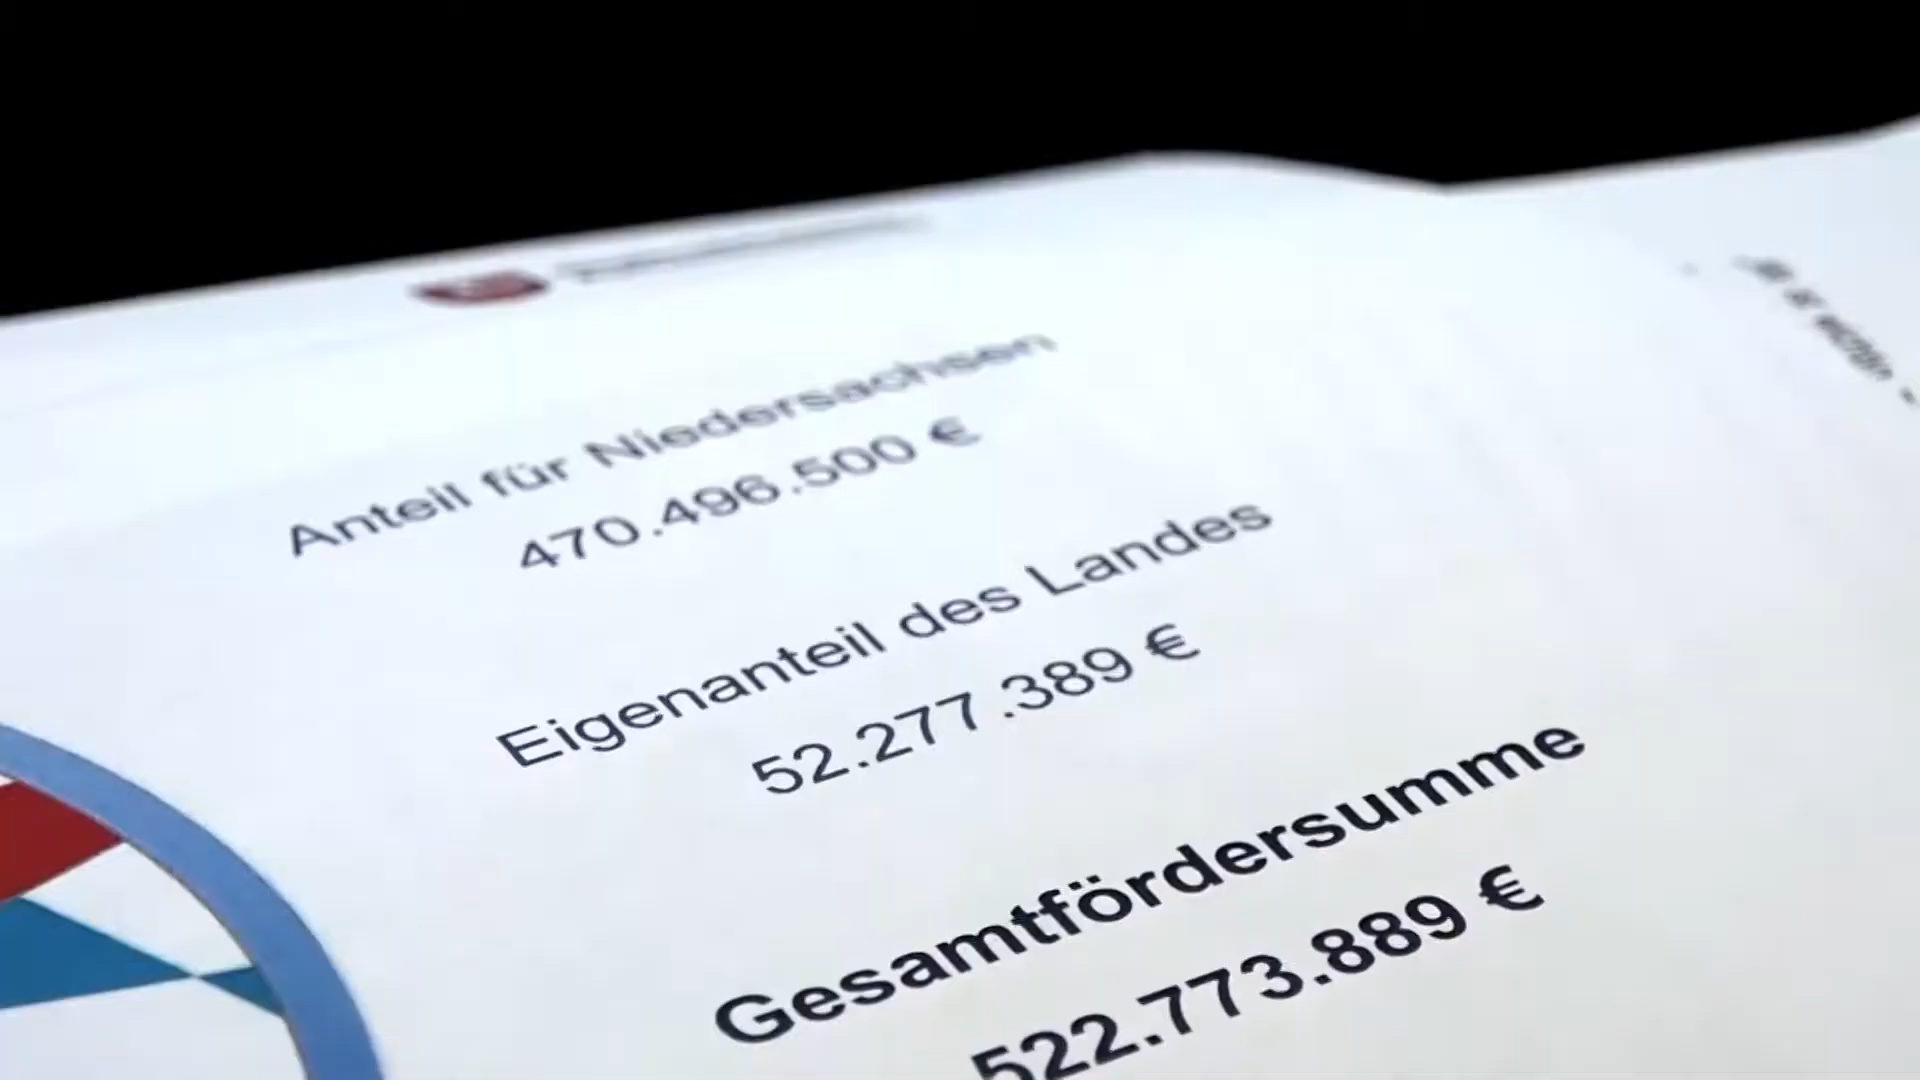 Anteil für Niedersachsen
470.496.500 €
Eigenanteil des Landes
52.277.389 €
Gesamtfördersumme
522.773.889 €